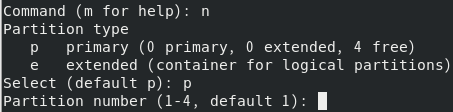 Command (m for help): n
Partition type
   p   primary (0 primary, 0 extended, 4 free)
   e   extended (container for logical partitions)
Select (default p): p
Partition number (1-4, default 1):